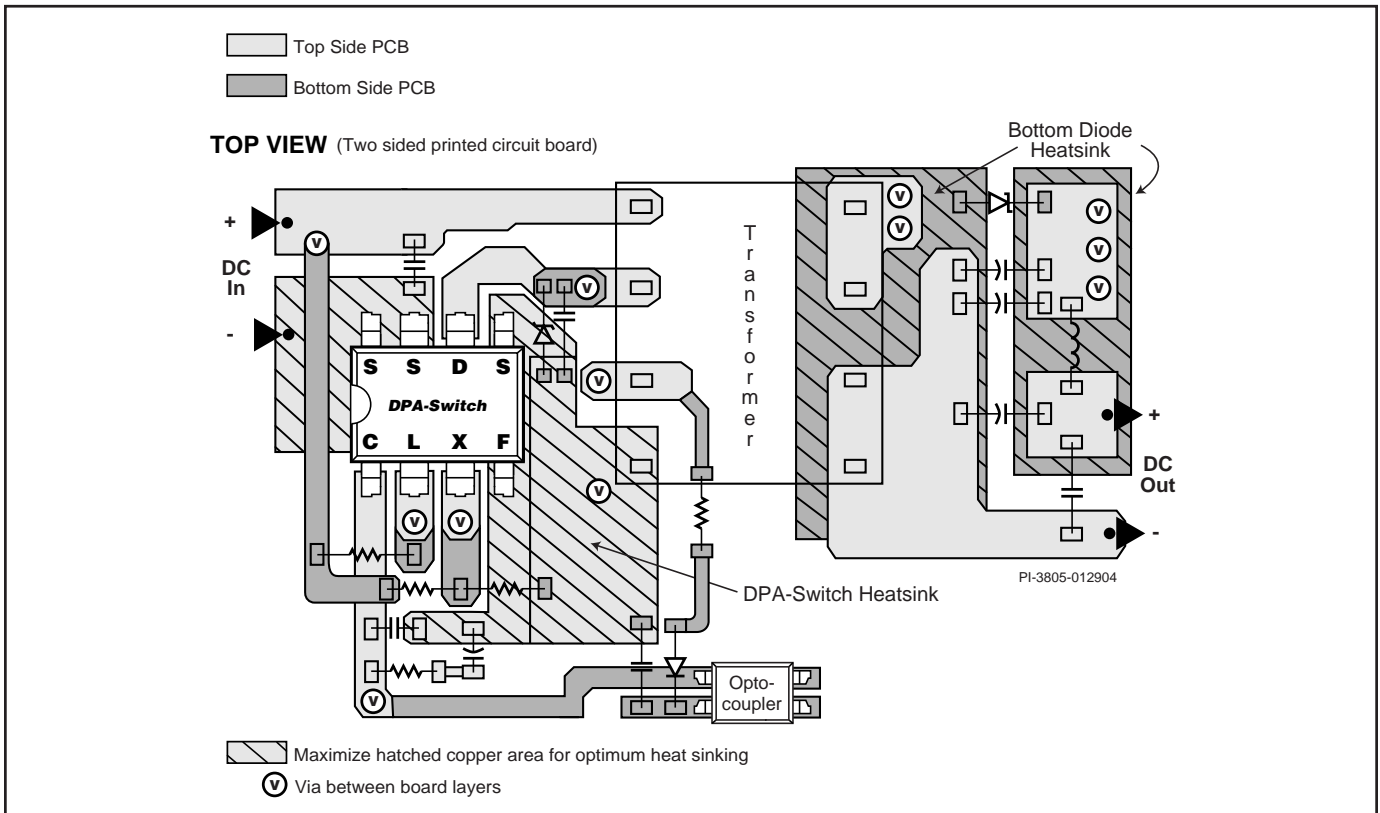 Top Side PCB
Bottom Side PCB
TOP VIEW (Two sided printed circuit board)
Bottom Diode
Heatsink
+
DC
In
-
V
V
V
V
V
V
V
Transformer
S S D S
DPA-Switch
C L X F
V
V
V
V
V
+
DC
Out
-
PI-3805-012904
DPA-Switch Heatsink
V
Opto-
coupler
Maximize hatched copper area for optimum heat sinking
V Via between board layers